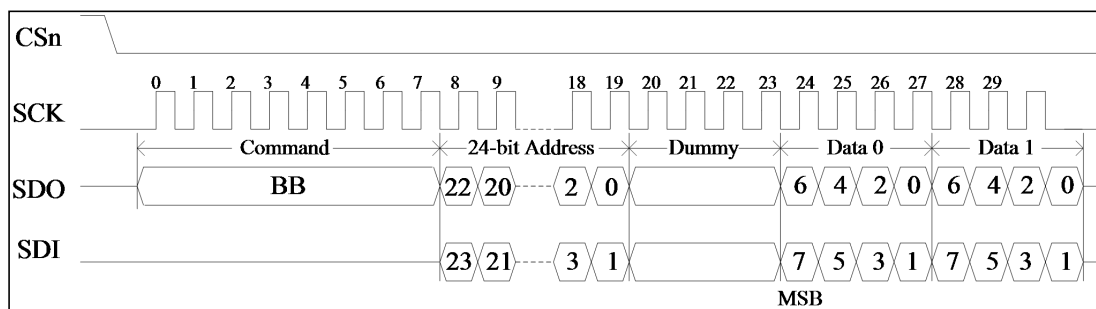 CSn
0 1 2 3 4 5 6 7 8 9 18 19 20 21 22 23 24 25 26 27 28 29
SCK
Command 24-bit Address Dummy Data 0 Data 1
SDO BB 22 20 2 0 6 4 2 0 6 4 2 0
SDI 23 21 3 1 7 5 3 1 7 5 3 1
MSB